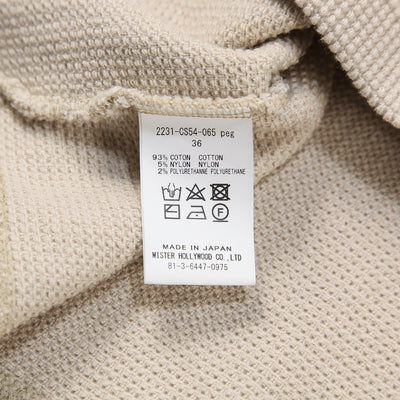 2231-CS54-065 peg
36
93% COTON COTTON
5% NYLON NYLON
2% POLYURETHANNE POLYURETHANE
F
MADE IN JAPAN
MISTER HOLLYWOOD CO.,LTD
81-3-6447-0975